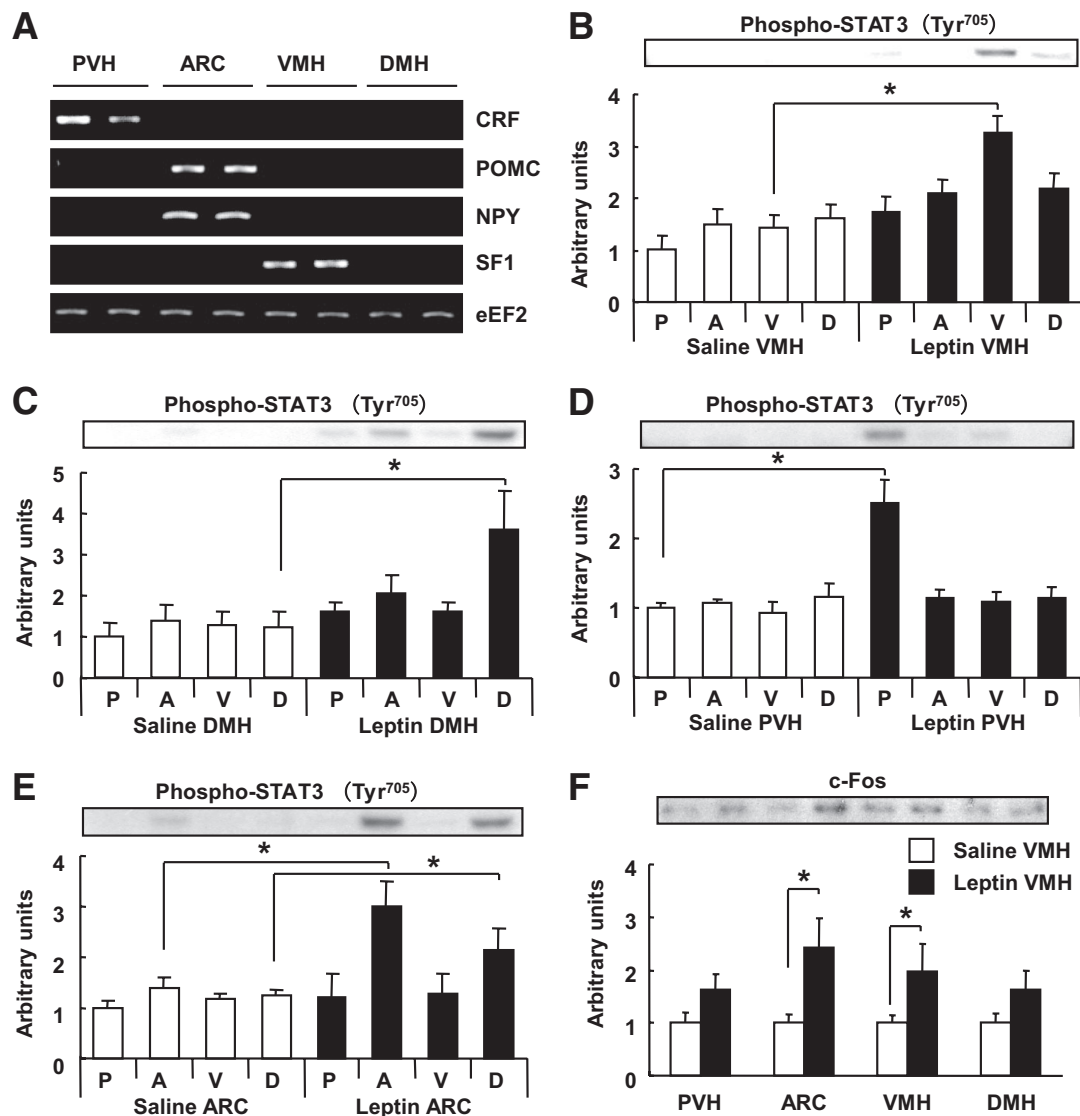 A
PVH ARC VMH DMH
CRF
POMC
NPY
SF1
eEF2
B
Phospho-STAT3 (Tyr705)
*
Arbitrary units
4
3
2
1
0
P A V D P A V D
Saline VMH Leptin VMH
C
Phospho-STAT3 (Tyr705)
*
Arbitrary units
5
4
3
2
1
0
P A V D P A V D
Saline DMH Leptin DMH
D
Phospho-STAT3 (Tyr705)
*
Arbitrary units
3
2
1
0
P A V D P A V D
Saline PVH Leptin PVH
E
Phospho-STAT3 (Tyr705)
* *
Arbitrary units
4
3
2
1
0
P A V D P A V D
Saline ARC Leptin ARC
F
c-Fos
Saline VMH
Leptin VMH
* *
Arbitrary units
4
3
2
1
0
PVH ARC VMH DMH